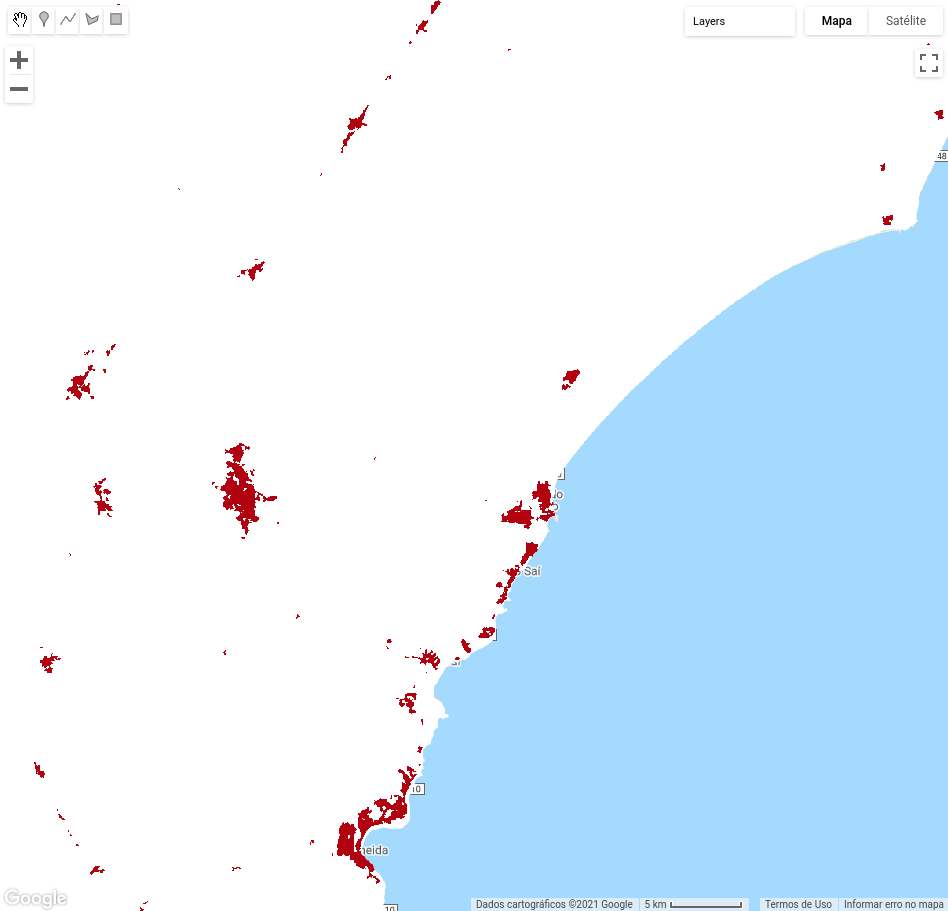 Layers
Mapa
Satélite
48
Saí
10
neida
10
Google
Dados cartográficos ©2021 Google
5 km
Termos de Uso
Informar erro no mapa